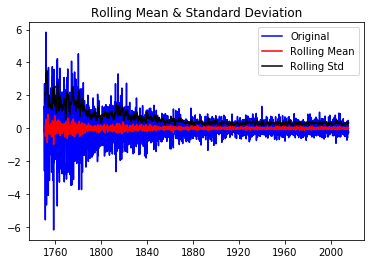 Rolling Mean & Standard Deviation
Original
Rolling Mean
Rolling Std
6
4
2
0
−2
−4
−6
1760 1800 1840 1880 1920 1960 2000